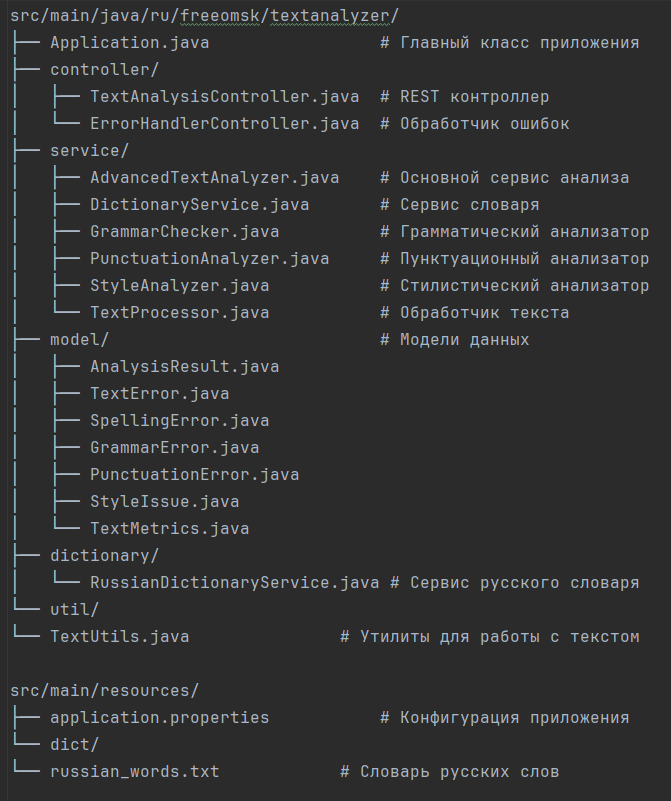 src/main/java/ru/freeomsk/textanalyzer/
├── Application.java                 # Главный класс приложения
├── controller/
│   ├── TextAnalysisController.java  # REST контроллер
│   └── ErrorHandlerController.java  # Обработчик ошибок
├── service/
│   ├── AdvancedTextAnalyzer.java    # Основной сервис анализа
│   ├── DictionaryService.java       # Сервис словаря
│   ├── GrammarChecker.java          # Грамматический анализатор
│   ├── PunctuationAnalyzer.java     # Пунктуационный анализатор
│   ├── StyleAnalyzer.java           # Стилистический анализатор
│   └── TextProcessor.java           # Обработчик текста
├── model/                           # Модели данных
│   ├── AnalysisResult.java
│   ├── TextError.java
│   ├── SpellingError.java
│   ├── GrammarError.java
│   ├── PunctuationError.java
│   ├── StyleIssue.java
│   └── TextMetrics.java
├── dictionary/
│   └── RussianDictionaryService.java # Сервис русского словаря
└── util/
└── TextUtils.java               # Утилиты для работы с текстом

src/main/resources/
├── application.properties           # Конфигурация приложения
└── dict/
└── russian_words.txt            # Словарь русских слов